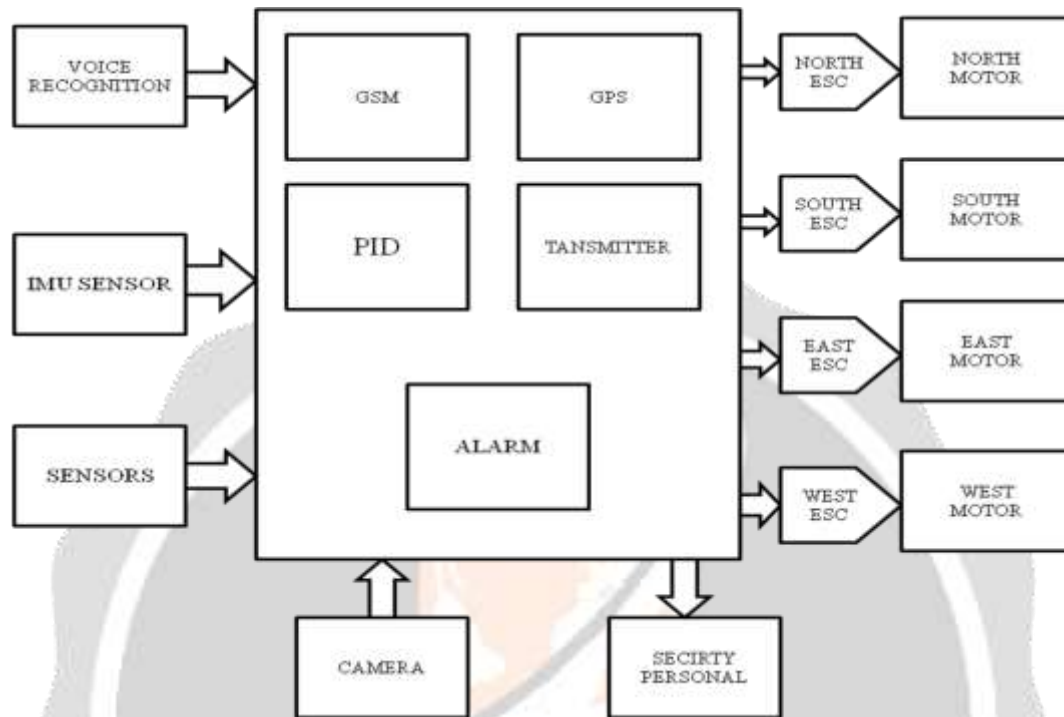 VOICE
RECOGNITION
IMU SENSOR
SENSORS
GSM
GPS
PID
TANSMITTER
ALARM
NORTH
ESC
NORTH
MOTOR
SOUTH
ESC
SOUTH
MOTOR
EAST
ESC
EAST
MOTOR
WEST
ESC
WEST
MOTOR
CAMERA
SECIRTY
PERSONAL